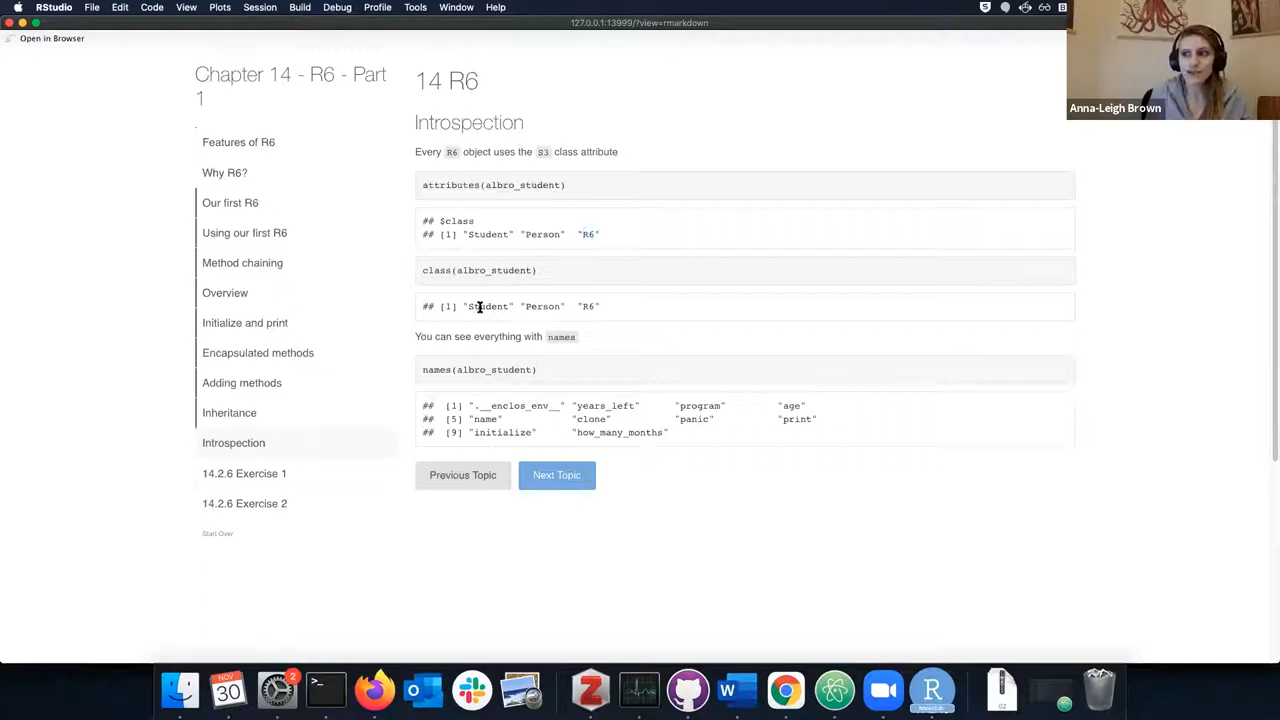 RStudio File Edit Code View Plots Session Build Debug Profile Tools Window Help
127.0.0.1:13999/?view=rmarkdown
Open in Browser
Anna-Leigh Brown
Chapter 14 - R6 - Part
1
Features of R6
Why R6?
Our first R6
Using our first R6
Method chaining
Overview
Initialize and print
Encapsulated methods
Adding methods
Inheritance
Introspection
14.2.6 Exercise 1
14.2.6 Exercise 2
Start Over
14 R6
Introspection
Every R6 object uses the S3 class attribute
attributes(albro_student)
## $class
## [1] "Student" "Person" "R6"
class(albro_student)
## [1] "Student" "Person" "R6"
You can see everything with names
names(albro_student)
## [1] ".__enclos_env__" "years_left" "program" "age"
## [5] "name" "clone" "panic" "print"
## [9] "initialize" "how_many_months"
Previous Topic Next Topic
NOV
30
2